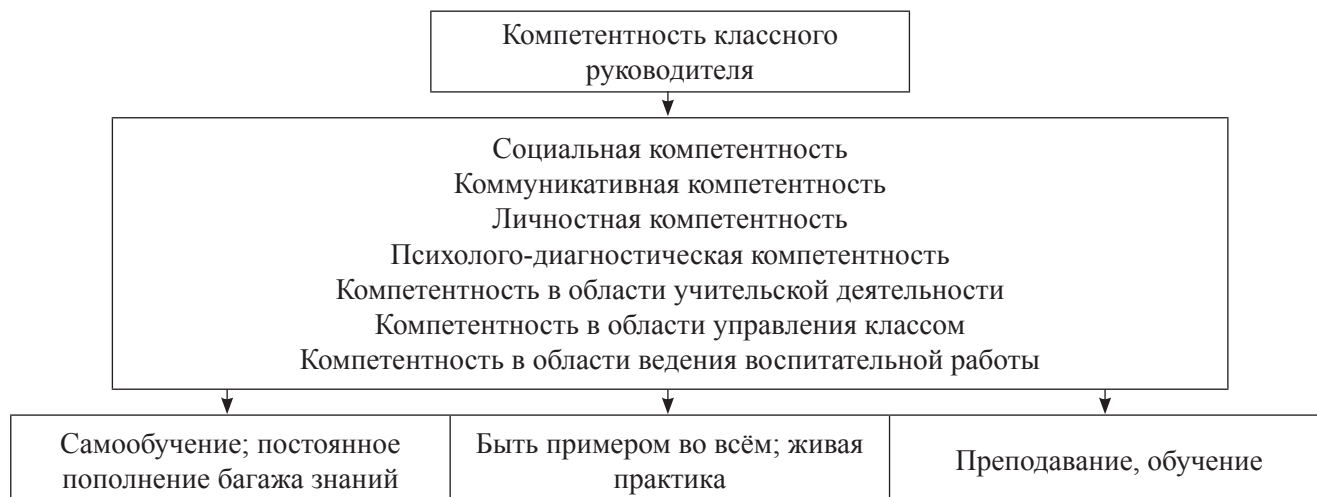 Компетентность классного
руководителя
Социальная компетентность
Коммуникативная компетентность
Личностная компетентность
Психолого-диагностическая компетентность
Компетентность в области учительской деятельности
Компетентность в области управления классом
Компетентность в области ведения воспитательной работы
Самообучение; постоянное
пополнение багажа знаний
Быть примером во всём; живая
практика
Преподавание, обучение